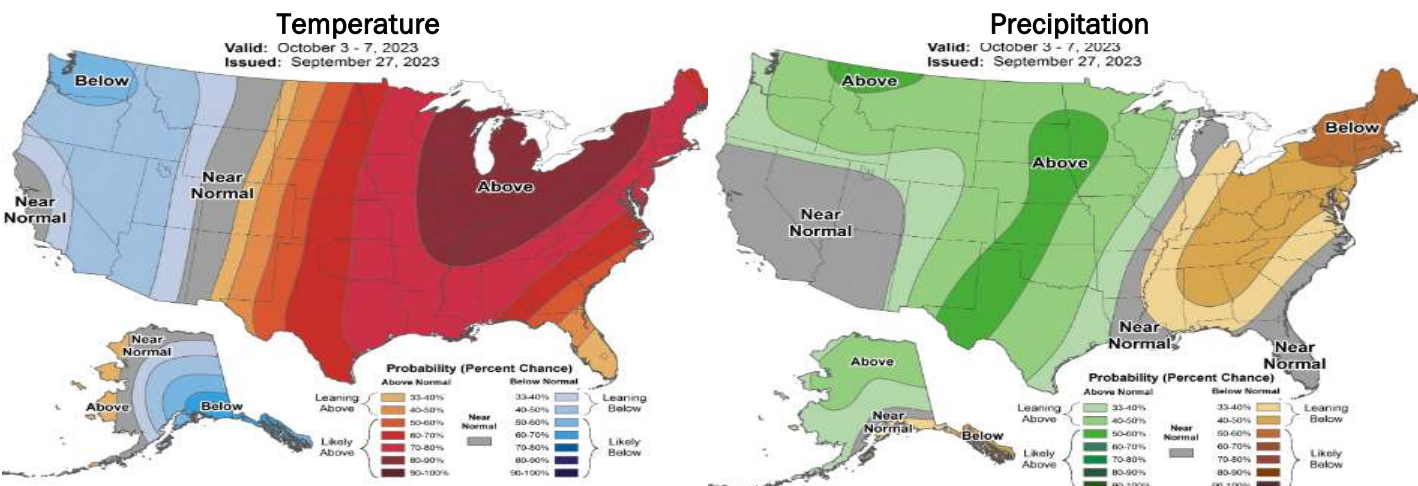 Temperature
Valid: October 3 - 7, 2023
Issued: September 27, 2023
Below
Near
Normal
Near
Normal
Above
Near
Normal
Above
Below
Probability (Percent Chance)
Above Normal
Below Normal
Leaning
Above
33-40%
40-50%
Likely
Above
50-60%
60-70%
70-80%
80-90%
90-100%
Near
Normal
33-40%
40-50%
Leaning
Below
50-60%
60-70%
70-80%
80-90%
90-100%
Likely
Below
Precipitation
Valid: October 3 - 7, 2023
Issued: September 27, 2023
Above
Below
Above
Near
Normal
Near
Normal
Near
Normal
Above
Near
Normal
Below
Probability (Percent Chance)
Above Normal
Below Normal
Leaning
Above
33-40%
40-50%
Likely
Above
50-60%
60-70%
70-80%
80-90%
90-100%
Near
Normal
33-40%
40-50%
Leaning
Below
50-60%
60-70%
70-80%
80-90%
90-100%
Likely
Below